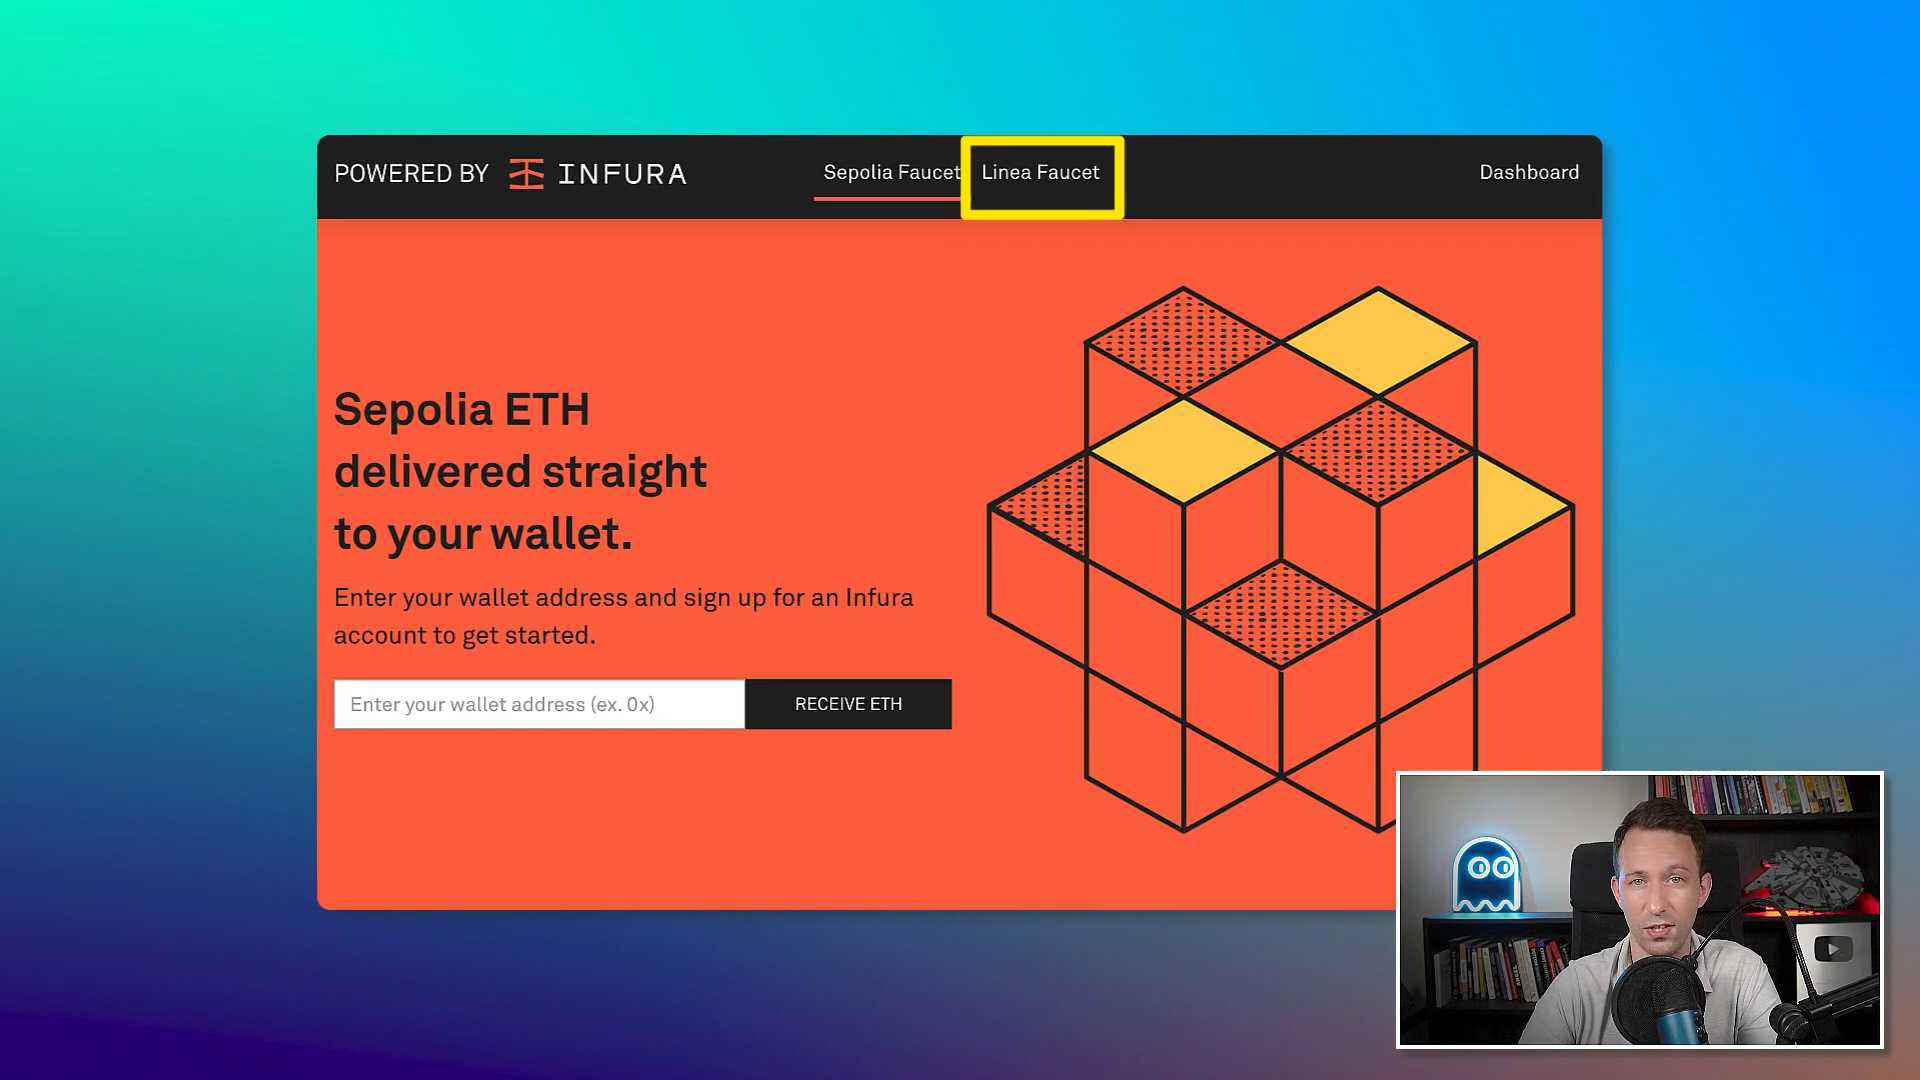 POWERED BY INFURA
Sepolia Faucet
Linea Faucet
Dashboard
Sepolia ETH
delivered straight
to your wallet.
Enter your wallet address and sign up for an Infura
account to get started.
Enter your wallet address (ex. 0x)
RECEIVE ETH